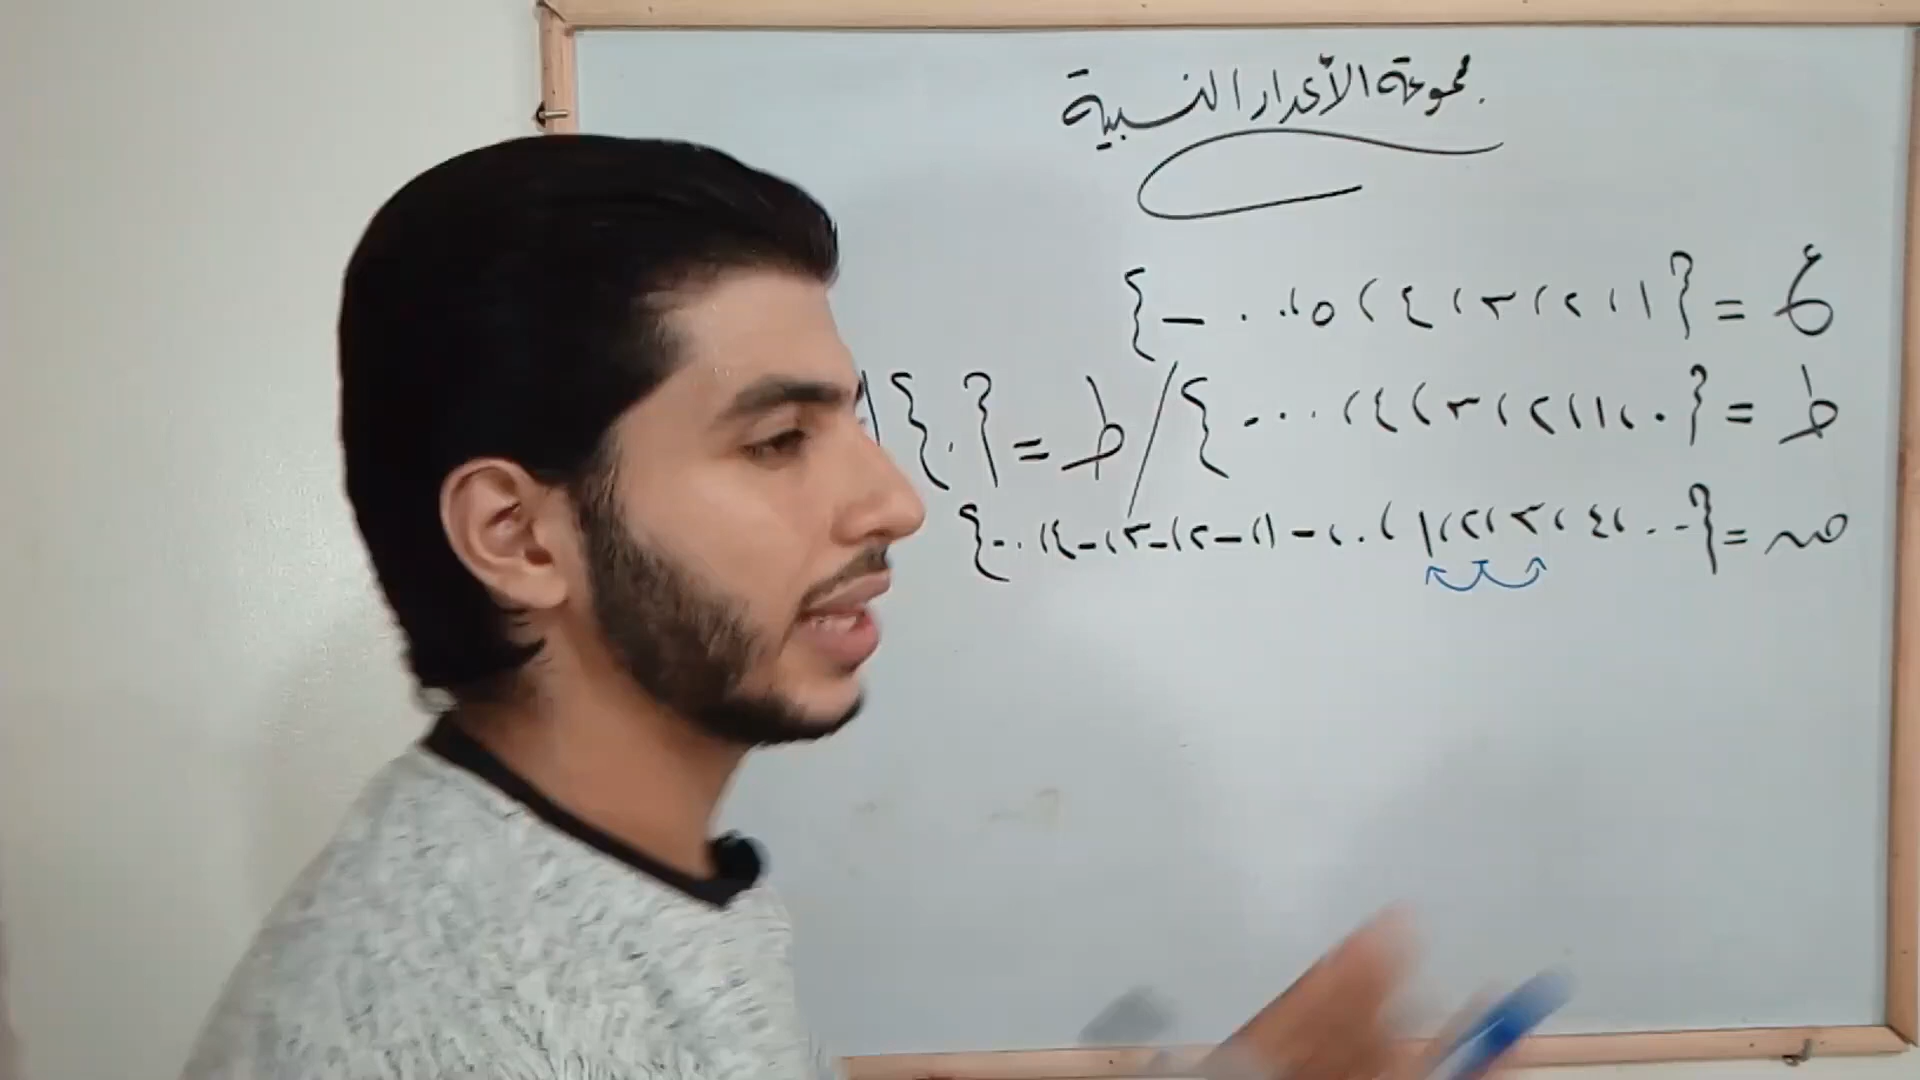 مجموعة الأعداد النسبية
ع = {١ ، ٢ ، ٣ ، ٤ ، ٥ ، ... }
ط = {٠ ، ١ ، ٢ ، ٣ ، ٤ ، ... } / ط = {٠}
ص = { ... ، ٤ ، ٣ ، ٢ ، ١ ، ٠ ، -١ ، -٢ ، -٣ ، -٤ ... }